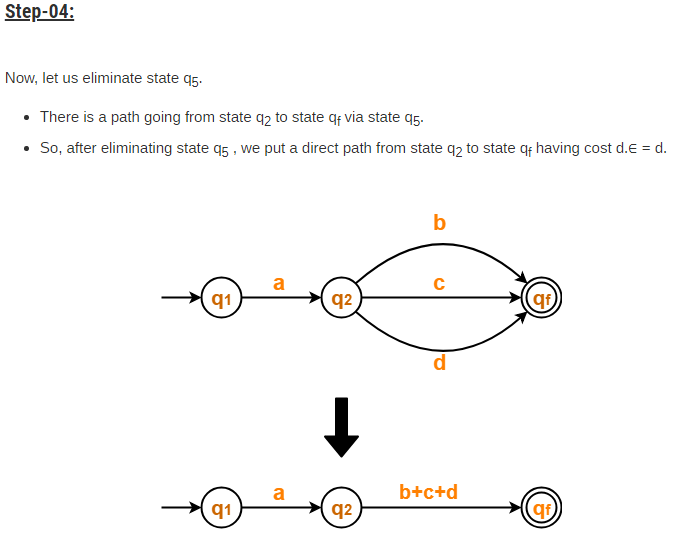 Step-04:
Now, let us eliminate state q5.
• There is a path going from state q2 to state qf via state q5.
• So, after eliminating state q5 , we put a direct path from state q2 to state qf having cost d.∈ = d.
b
a
c
q1
q2
qf
d
a
b+c+d
q1
q2
qf